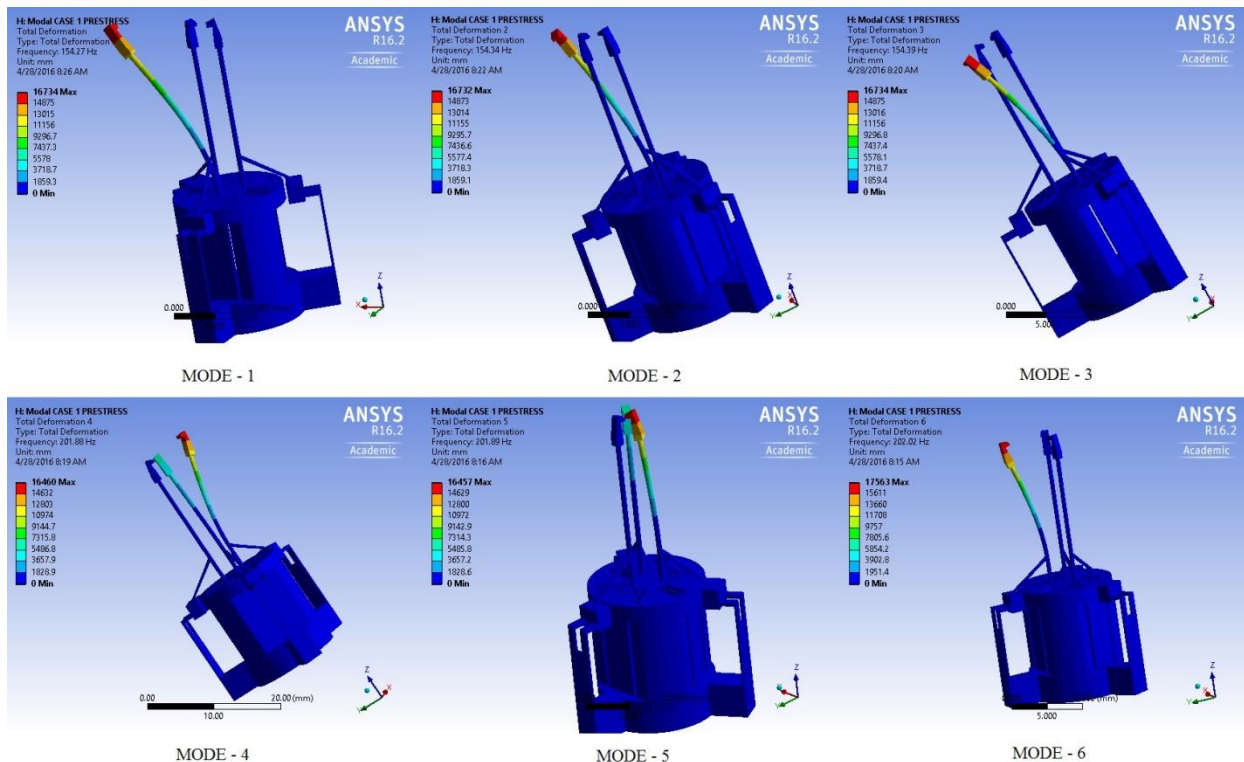 H: Modal CASE 1 PRESTRESS
Total Deformation
Type: Total Deformation
Frequency: 154.27 Hz
Unit: mm
4/28/2016 8:26 AM
16734 Max
14875
13015
11156
9296.7
7437.3
5578
3718.7
1859.3
0 Min
ANSYS
R16.2
Academic
0.000
X
Y
Z
MODE - 1
H: Modal CASE 1 PRESTRESS
Total Deformation 2
Type: Total Deformation
Frequency: 154.34 Hz
Unit: mm
4/28/2016 8:22 AM
16732 Max
14873
13014
11155
9295.7
7436.6
5577.4
3718.3
1859.1
0 Min
ANSYS
R16.2
Academic
0.000
Z
X
Y
MODE - 2
H: Modal CASE 1 PRESTRESS
Total Deformation 3
Type: Total Deformation
Frequency: 154.39 Hz
Unit: mm
4/28/2016 8:20 AM
16734 Max
14875
13016
11156
9296.8
7437.4
5578.1
3718.7
1859.4
0 Min
ANSYS
R16.2
Academic
0.000
Z
X
Y
MODE - 3
H: Modal CASE 1 PRESTRESS
Total Deformation 4
Type: Total Deformation
Frequency: 201.88 Hz
Unit: mm
4/28/2016 8:19 AM
16460 Max
14632
12803
10974
9144.7
7315.8
5486.8
3657.9
1828.9
0 Min
ANSYS
R16.2
Academic
0.00
20.00 (mm)
10.00
Z
X
Y
MODE - 4
H: Modal CASE 1 PRESTRESS
Total Deformation 5
Type: Total Deformation
Frequency: 201.89 Hz
Unit: mm
4/28/2016 8:16 AM
16457 Max
14629
12800
10972
9142.9
7314.3
5485.8
3657.2
1828.6
0 Min
ANSYS
R16.2
Academic
Z
Y
MODE - 5
H: Modal CASE 1 PRESTRESS
Total Deformation 6
Type: Total Deformation
Frequency: 202.02 Hz
Unit: mm
4/28/2016 8:15 AM
17563 Max
15611
13660
11708
9757
7805.6
5854.2
3902.8
1951.4
0 Min
ANSYS
R16.2
Academic
5.000
Z
X
Y
MODE - 6